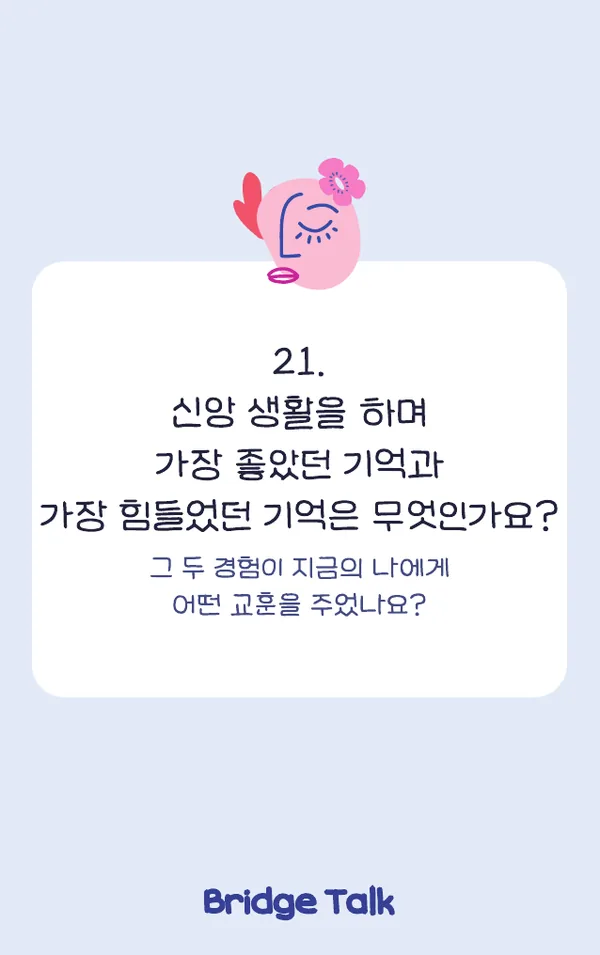 21.
신앙 생활을 하며
가장 좋았던 기억과
가장 힘들었던 기억은 무엇인가요?
그 두 경험이 지금의 나에게
어떤 교훈을 주었나요?
Bridge Talk